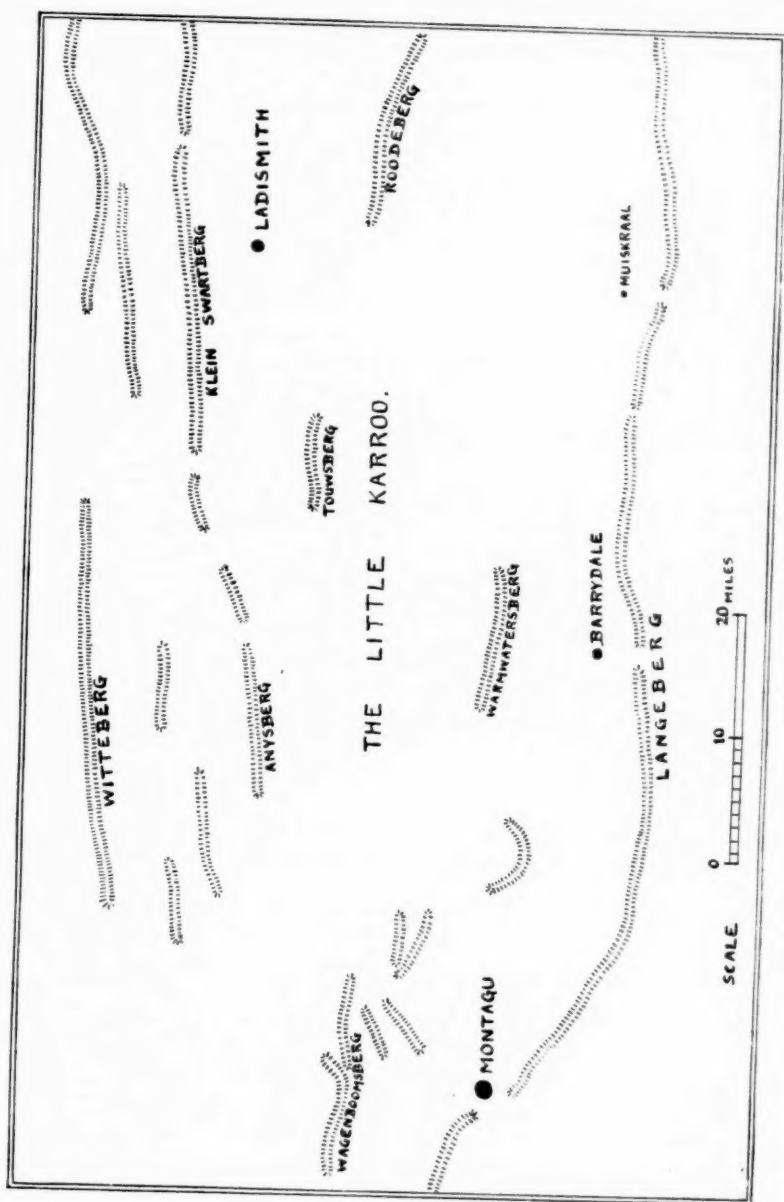 WITTEBERG
KLEIN SWARTBERG
LADISMITH
ANYSBERG
TOUWSBERG
ROODEBERG
THE LITTLE KARROO.
WAGENBOOMSBERG
WARMWATERSBERG
MONTAGU
BARRYDALE
MUISKRAAL
LANGEBERG
SCALE
0 10 20 MILES